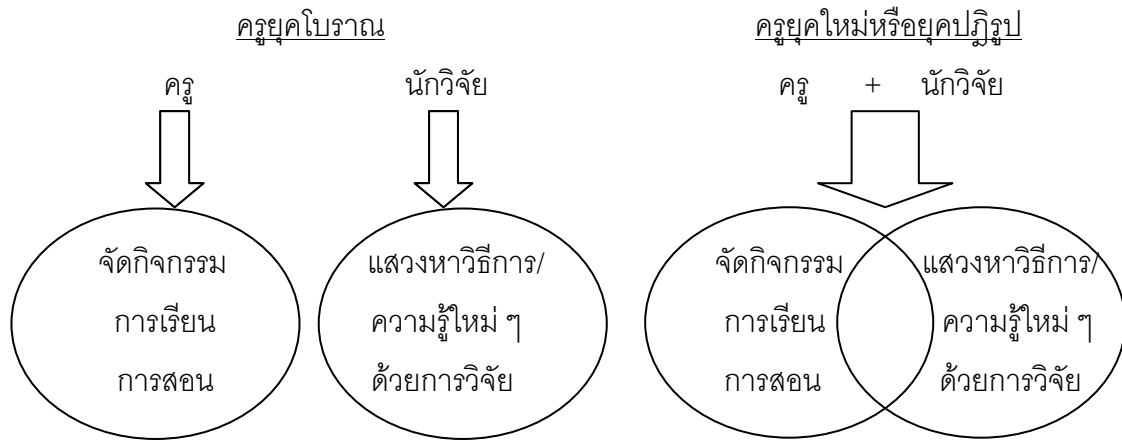 ครูยุคโบราณ
ครู นักวิจัย
จัดกิจกรรม
การเรียน
การสอน
แสวงหาวิธีการ/
ความรู้ใหม่ ๆ
ด้วยการวิจัย
ครูยุคใหม่หรือยุคปฎิรูป
ครู + นักวิจัย
จัดกิจกรรม
การเรียน
การสอน
แสวงหาวิธีการ/
ความรู้ใหม่ ๆ
ด้วยการวิจัย